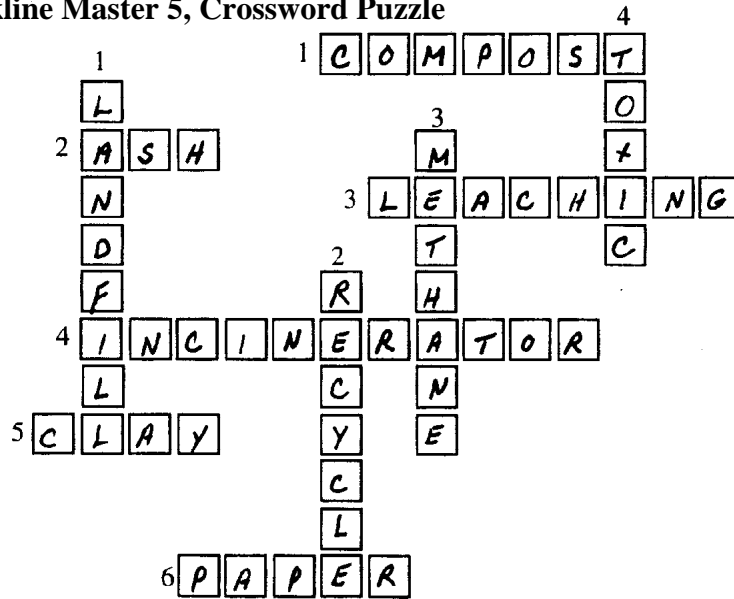 kline Master 5, Crossword Puzzle
4
1 1 COMPOST
L O
3
2 ASH M X
N 3 LEACHING
D T C
2
F R H
4 INCINERATOR
L C N
5 CLAY Y E
C
L
6 PAPER